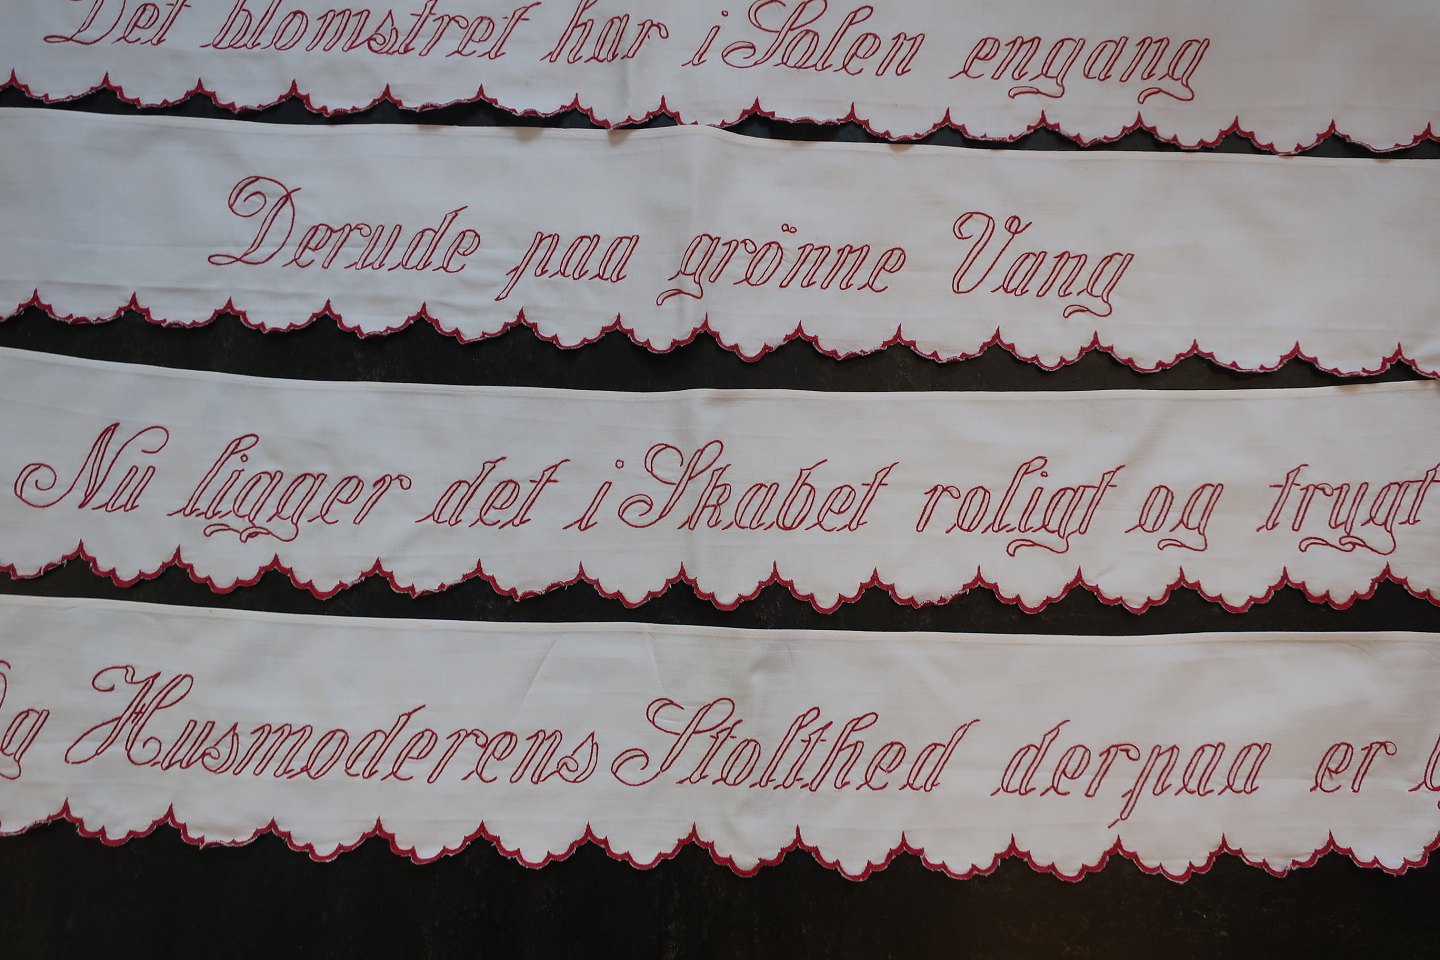 Det blomstret har i Solen engang
Derude paa grönne Vang
Nu ligger det i Skabet roligt og trygt
Og Husmoderens Stolthed derpaa er